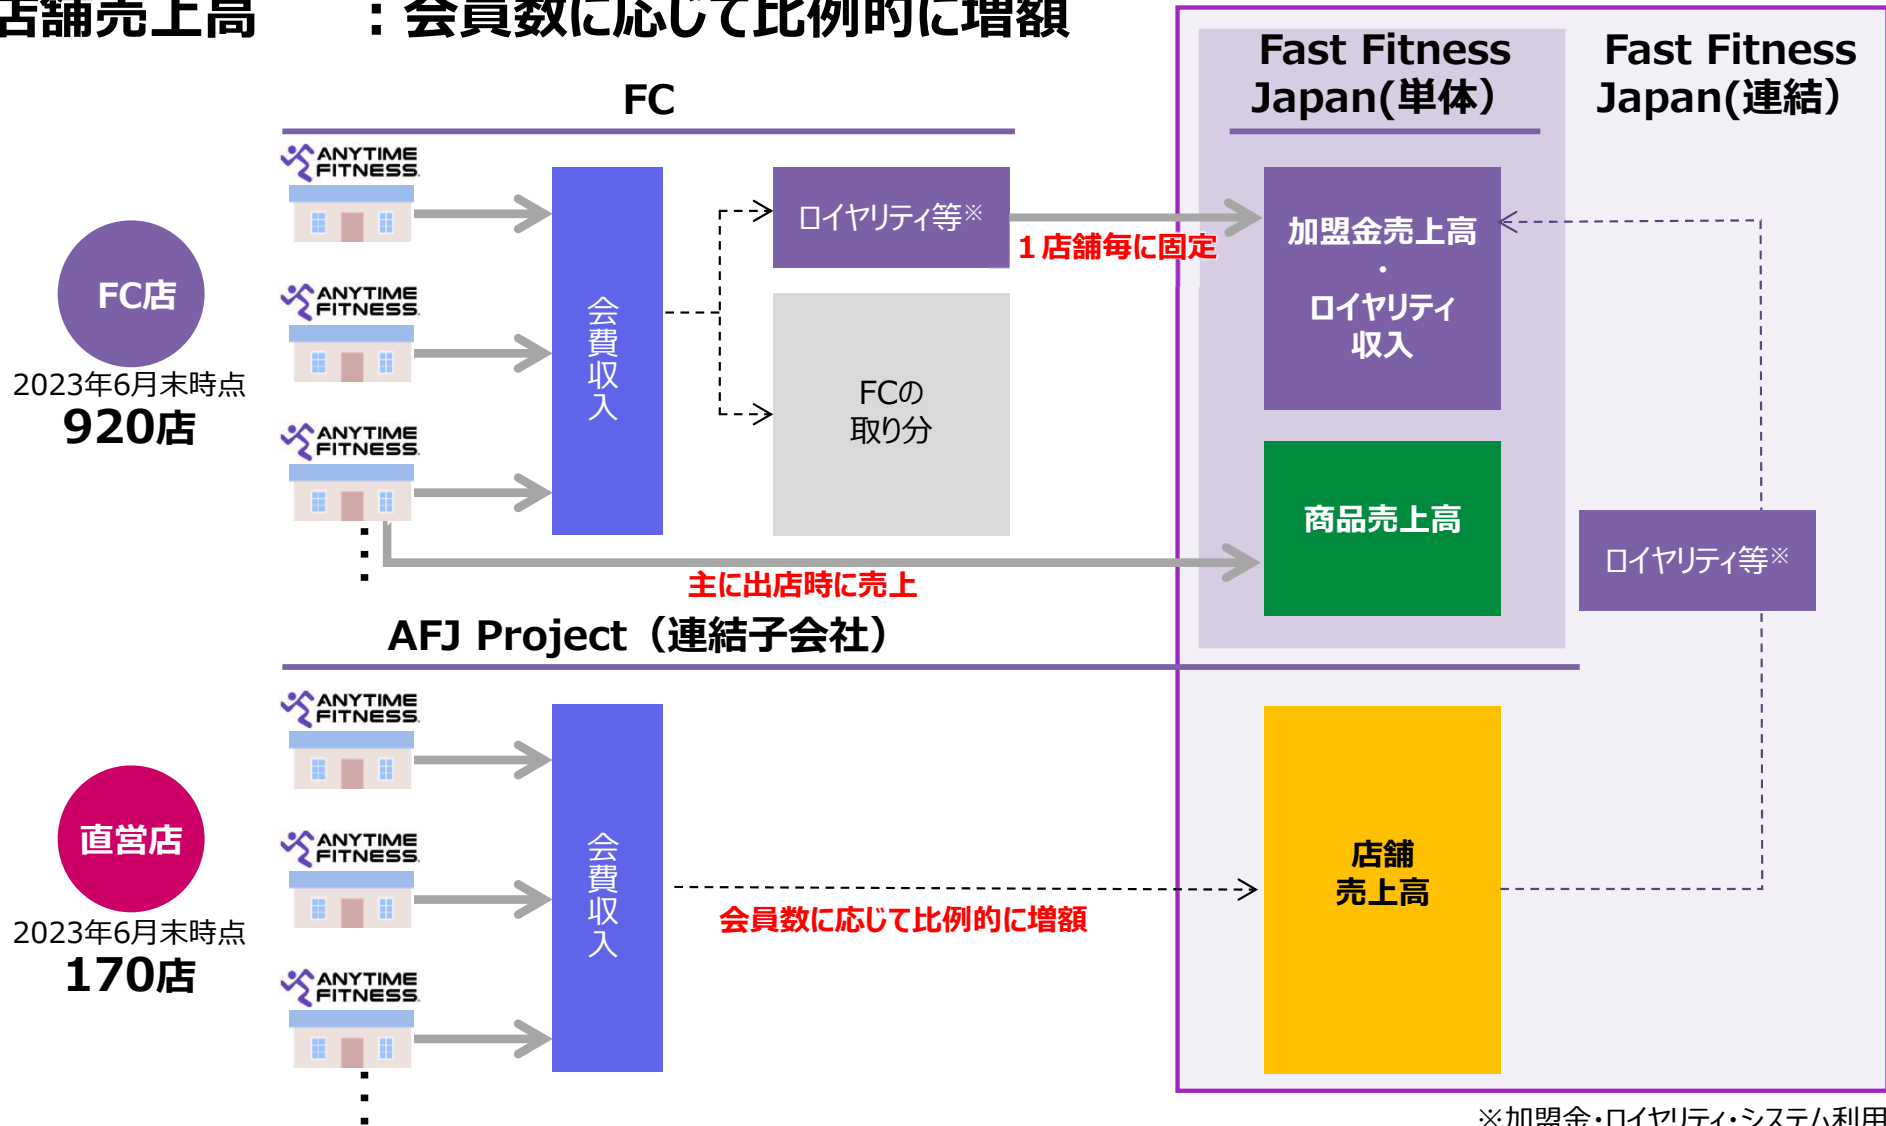 店舗売上高 ：会員数に応じて比例的に増額
FC
Fast Fitness
Japan(単体）
Fast Fitness
Japan(連結）
ANYTIME
FITNESS.
ANYTIME
FITNESS.
ANYTIME
FITNESS.
FC店
2023年6月末時点
920店
会費収入
ロイヤリティ等※
１店舗毎に固定
FCの
取り分
加盟金売上高
・
ロイヤリティ
収入
商品売上高
主に出店時に売上
ロイヤリティ等※
AFJ Project（連結子会社）
ANYTIME
FITNESS.
ANYTIME
FITNESS.
ANYTIME
FITNESS.
直営店
2023年6月末時点
170店
会費収入
会員数に応じて比例的に増額
店舗
売上高
※加盟金・ロイヤリティ・システム利用